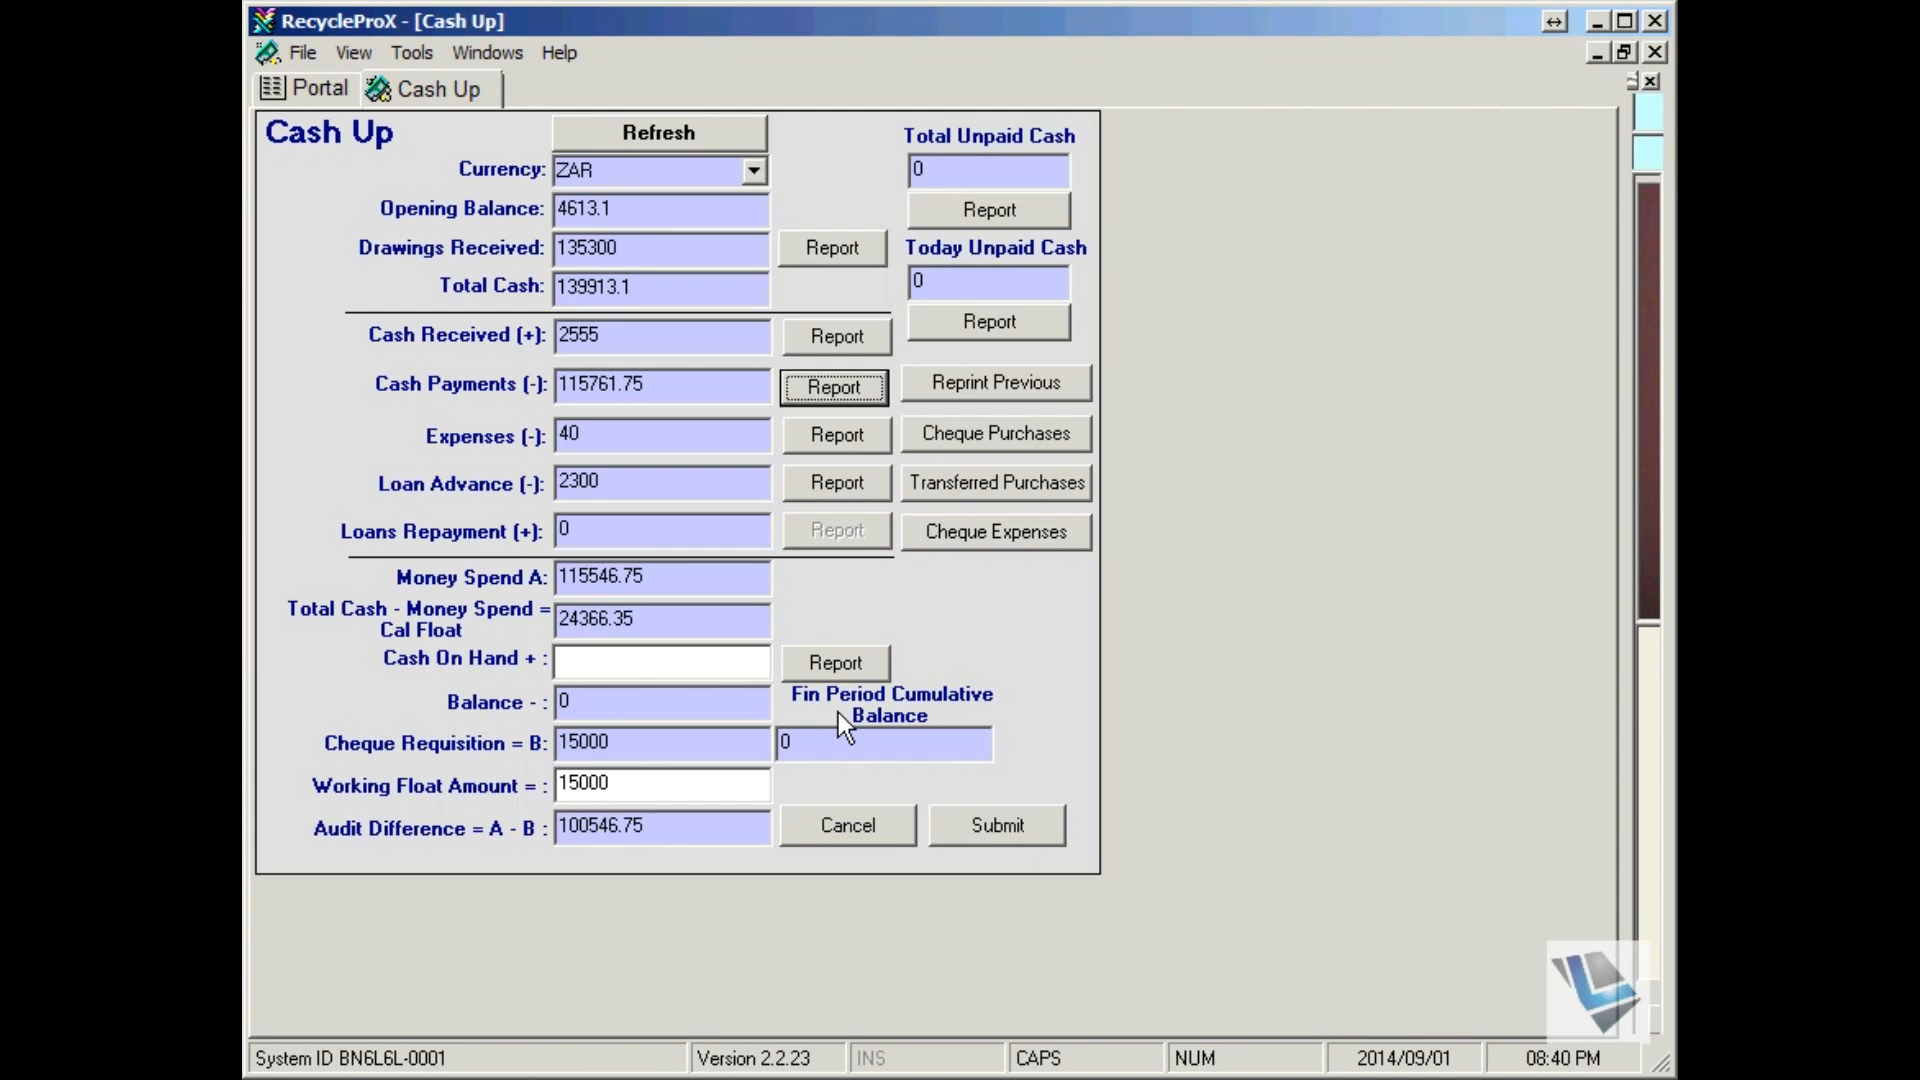 RecycleProX - [Cash Up]
File View Tools Windows Help
Portal Cash Up
Cash Up Refresh Total Unpaid Cash
Currency: ZAR 0
Opening Balance: 4613.1 Report
Drawings Received: 135300 Report Today Unpaid Cash
Total Cash: 139913.1 0
Cash Received (+): 2555 Report Report
Cash Payments (-): 115761.75 Report Reprint Previous
Expenses (-): 40 Report Cheque Purchases
Loan Advance (-): 2300 Report Transferred Purchases
Loans Repayment (+): 0 Report Cheque Expenses
Money Spend A: 115546.75
Total Cash - Money Spend = 24366.35
Cal Float
Cash On Hand + : Report
Balance - : 0 Fin Period Cumulative
Balance
Cheque Requisition = B: 15000 0
Working Float Amount = : 15000
Audit Difference = A - B : 100546.75 Cancel Submit
System ID BN6L6L-0001 Version 2.2.23 INS CAPS NUM 2014/09/01 08:40 PM